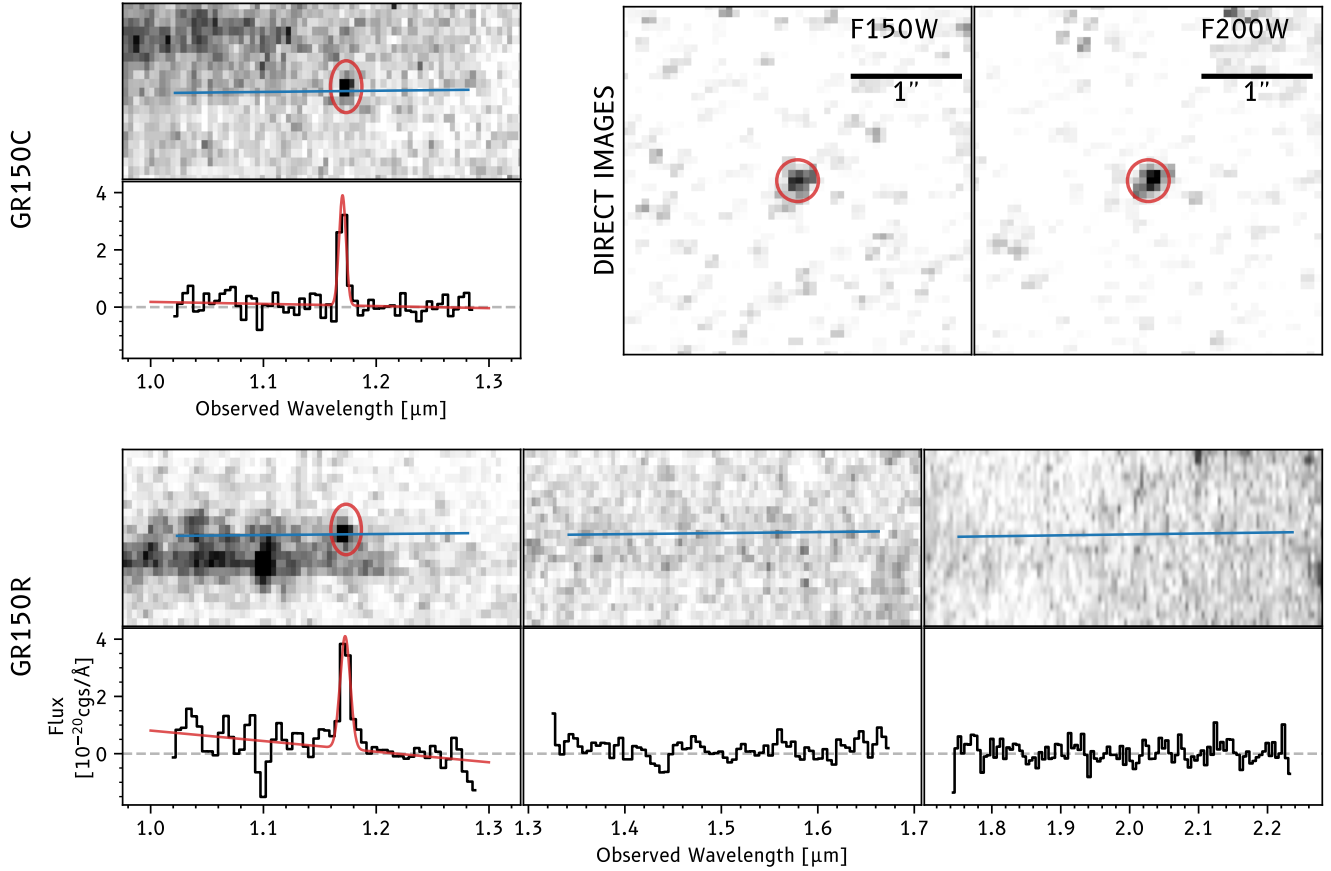 GR150C
4
2
0
1.0 1.1 1.2 1.3
Observed Wavelength [μm]
DIRECT IMAGES
F150W
1″
F200W
1″
GR150R
Flux
[10⁻²⁰cgs/Å]
4
2
0
1.0 1.1 1.2 1.3 1.3 1.4 1.5 1.6 1.7 1.8 1.9 2.0 2.1 2.2
Observed Wavelength [μm]